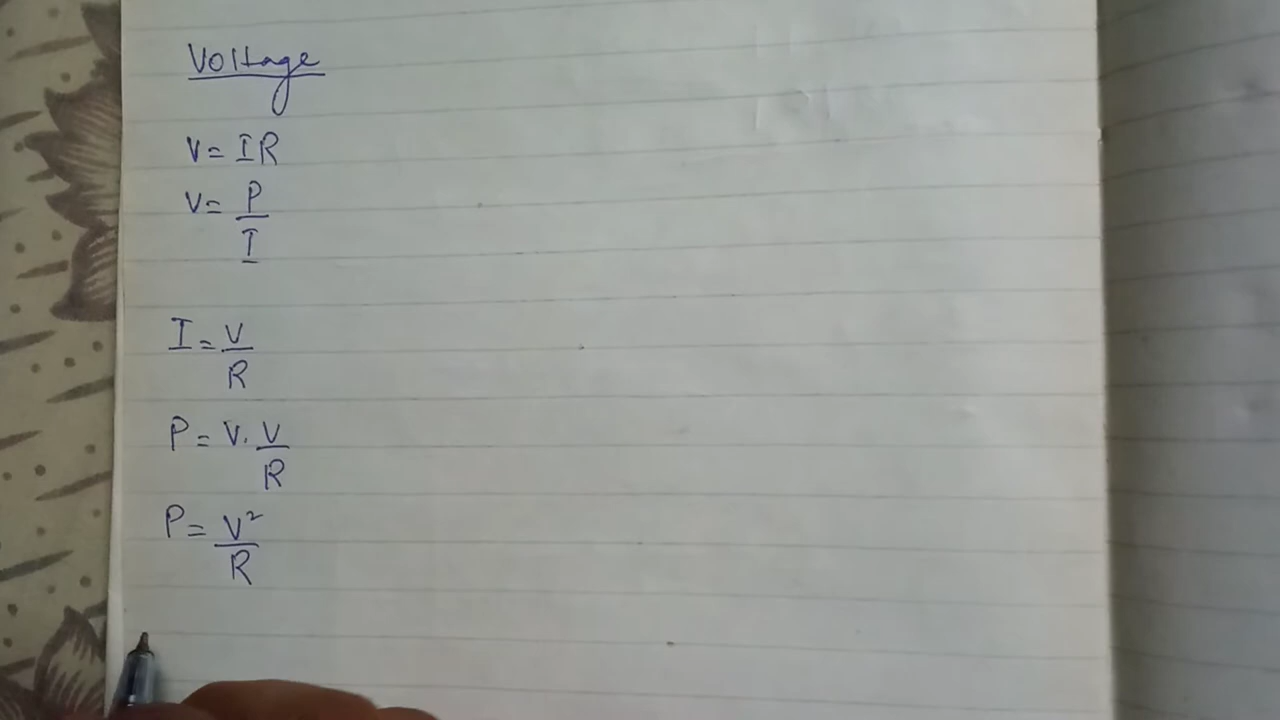 Voltage
V = IR
V = P/I
I = V/R
P = V. V/R
P = V²/R